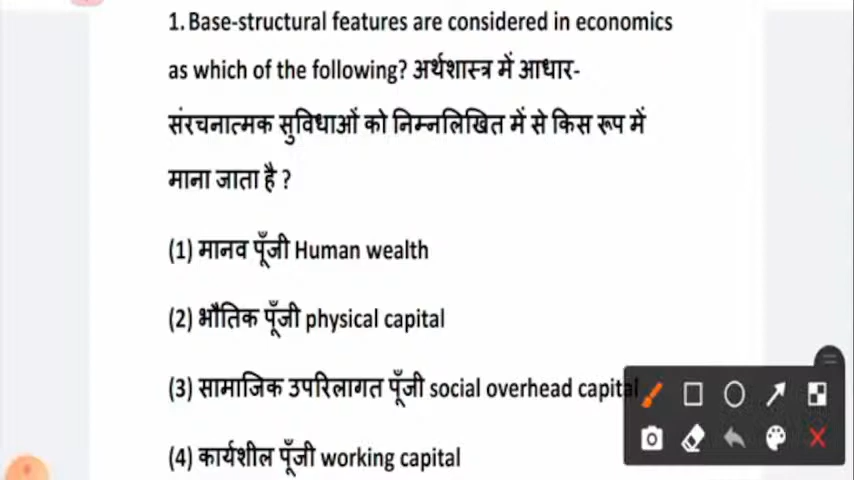 1. Base-structural features are considered in economics
as which of the following? अर्थशास्त्र में आधार-
संरचनात्मक सुविधाओं को निम्नलिखित में से किस रूप में
माना जाता है ?
(1) मानव पूँजी Human wealth
(2) भौतिक पूँजी physical capital
(3) सामाजिक उपरिलागत पूँजी social overhead capital
(4) कार्यशील पूँजी working capital